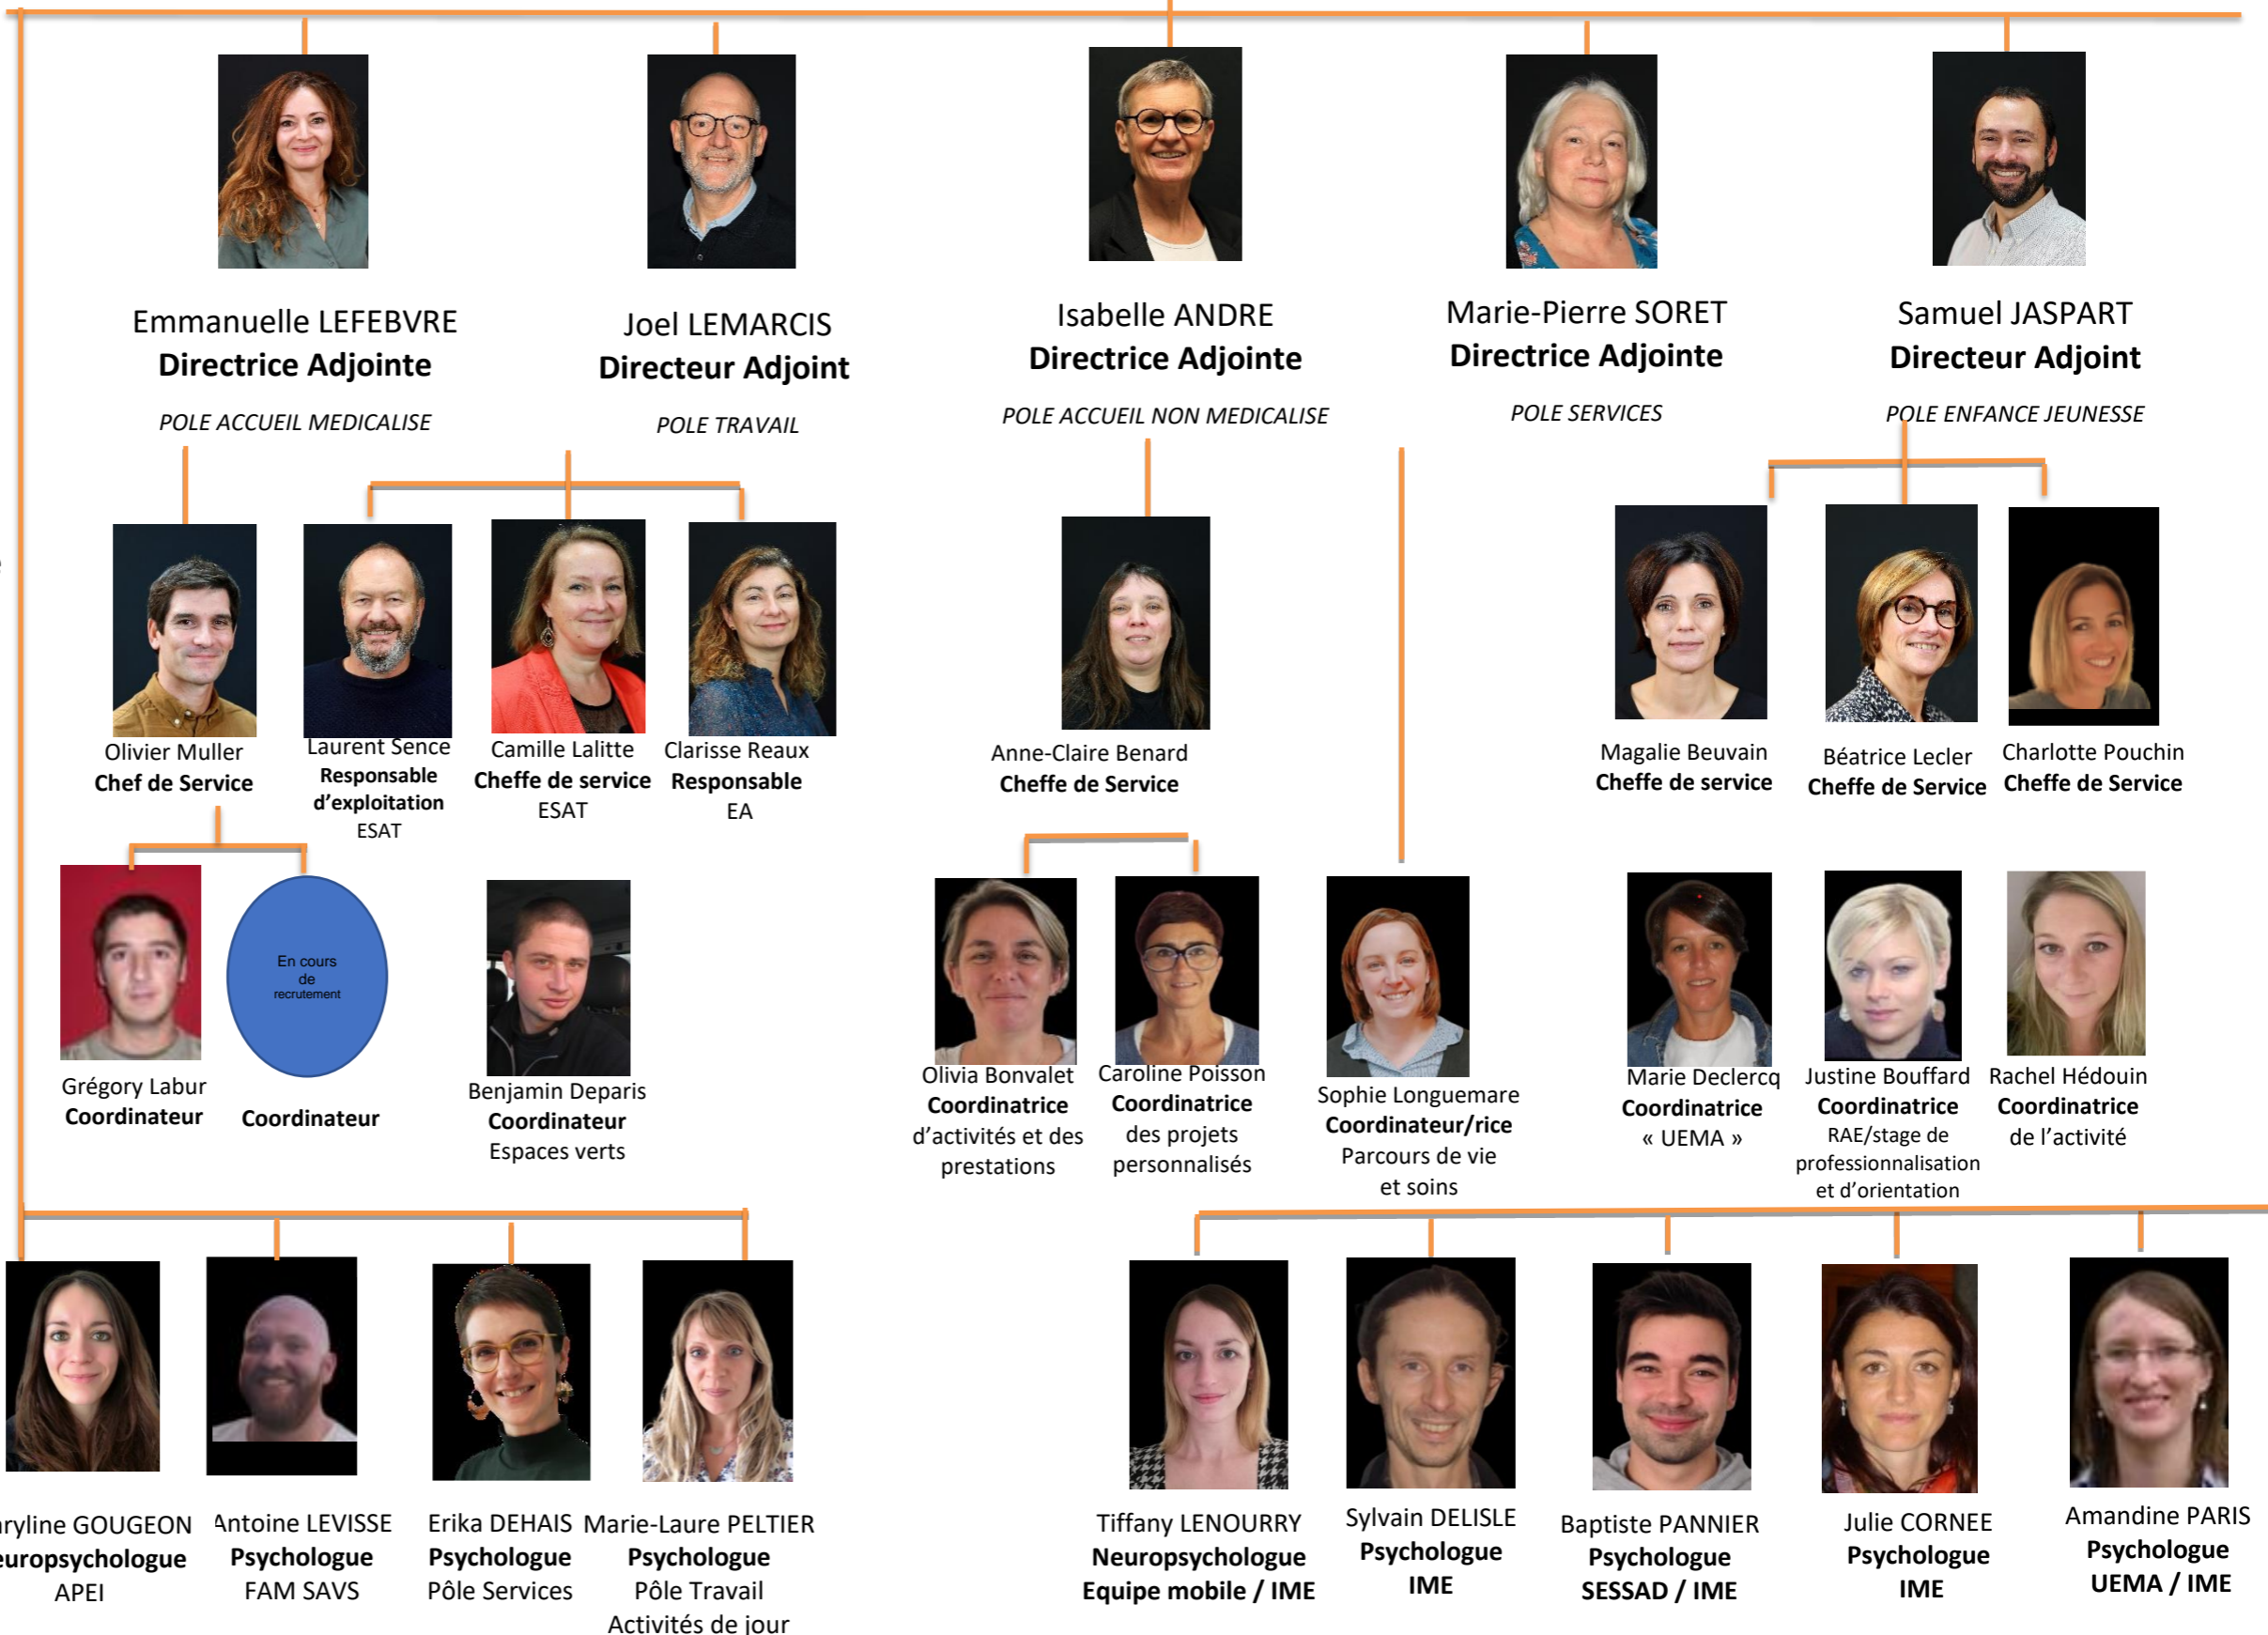 Emmanuelle LEFEBVRE
Directrice Adjointe
POLE ACCUEIL MEDICALISE
Joel LEMARCIS
Directeur Adjoint
POLE TRAVAIL
Isabelle ANDRE
Directrice Adjointe
POLE ACCUEIL NON MEDICALISE
Marie-Pierre SORET
Directrice Adjointe
POLE SERVICES
Samuel JASPART
Directeur Adjoint
POLE ENFANCE JEUNESSE
Olivier Muller
Chef de Service
Laurent Sence
Responsable
d’exploitation
ESAT
Camille Lalitte
Cheffe de service
ESAT
Clarisse Reaux
Responsable
EA
Anne-Claire Benard
Cheffe de Service
Magalie Beuvain
Cheffe de service
Béatrice Lecler
Cheffe de Service
Charlotte Pouchin
Cheffe de Service
Grégory Labur
Coordinateur
En cours
de
recrutement
Coordinateur
Benjamin Deparis
Coordinateur
Espaces verts
Olivia Bonvalet
Coordinatrice
d’activités et des
prestations
Caroline Poisson
Coordinatrice
des projets
personnalisés
Sophie Longuemare
Coordinateur/rice
Parcours de vie
et soins
Marie Declercq
Coordinatrice
« UEMA »
Justine Bouffard
Coordinatrice
RAE/stage de
professionnalisation
et d’orientation
Rachel Hédouin
Coordinatrice
de l’activité
aryline GOUGEON
europsychologue
APEI
Antoine LEVISSE
Psychologue
FAM SAVS
Erika DEHAIS
Psychologue
Pôle Services
Marie-Laure PELTIER
Psychologue
Pôle Travail
Activités de jour
Tiffany LENOURRY
Neuropsychologue
Equipe mobile / IME
Sylvain DELISLE
Psychologue
IME
Baptiste PANNIER
Psychologue
SESSAD / IME
Julie CORNEE
Psychologue
IME
Amandine PARIS
Psychologue
UEMA / IME